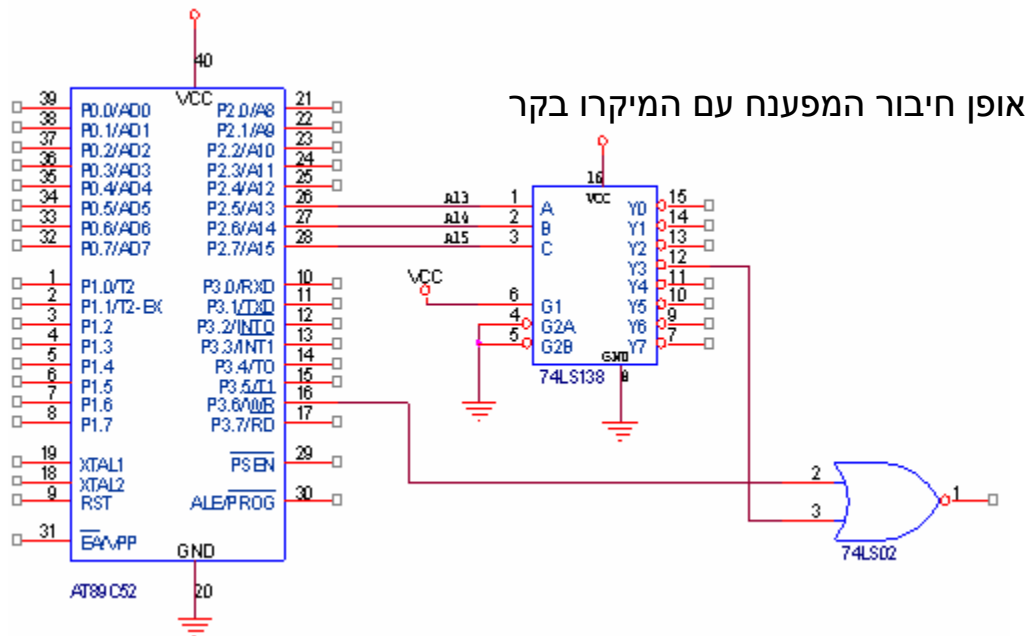 אופן חיבור המפענח עם המיקרו בקר
40
VCC
39 P0.0/AD0 P2.0/A8 21
38 P0.1/AD1 P2.1/A9 22
37 P0.2/AD2 P2.2/A10 23
36 P0.3/AD3 P2.3/A11 24
35 P0.4/AD4 P2.4/A12 25
34 P0.5/AD5 P2.5/A13 26
33 P0.6/AD6 P2.6/A14 27
32 P0.7/AD7 P2.7/A15 28
1 P1.0/T2 P3.0/RXD 10
2 P1.1/T2-EX P3.1/TXD 11
3 P1.2 P3.2/INT0 12
4 P1.3 P3.3/INT1 13
5 P1.4 P3.4/T0 14
6 P1.5 P3.5/T1 15
7 P1.6 P3.6/WR 16
8 P1.7 P3.7/RD 17
19 XTAL1 PSEN 29
18 XTAL2
9 RST ALE/PROG 30
31 EA/VPP
GND
AT89C52
20
A13
A14
A15
16
VCC
1 A Y0 15
2 B Y1 14
3 C Y2 13
Y3 12
Y4 11
VCC
6 G1 Y5 10
4 G2A Y6 9
5 G2B Y7 7
GND
74LS138
8
2
3
1
74LS02